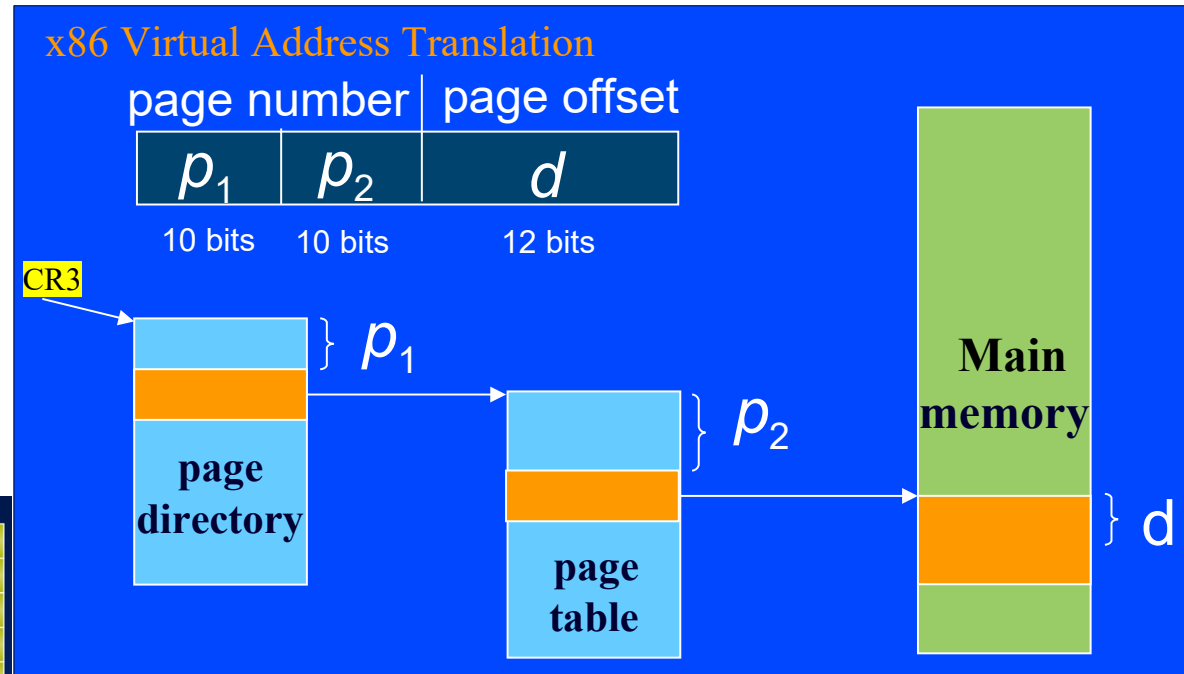 x86 Virtual Address Translation
page number page offset
p₁ p₂ d
10 bits 10 bits 12 bits
CR3
p₁
Main
memory
p₂
page
directory
d
page
table